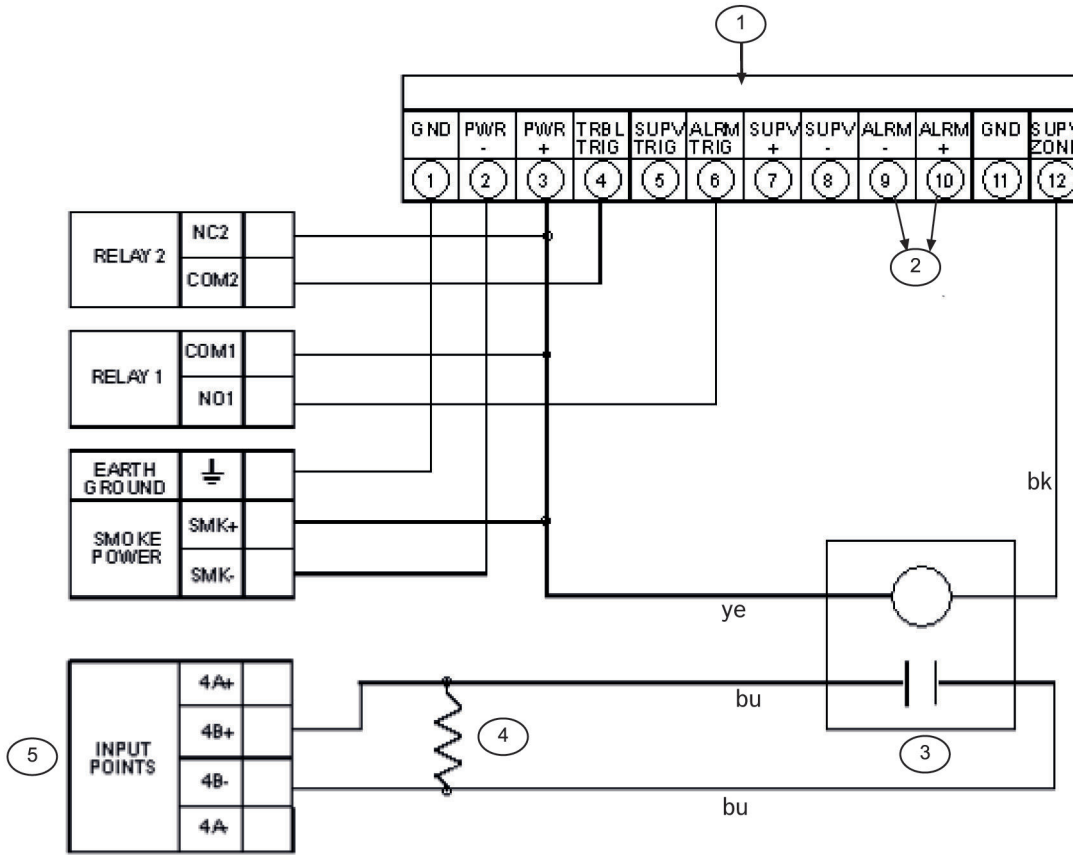 1
GND PWR PWR TRBL SUPV ALRM SUPV SUPV ALRM ALRM GND SUPV
- + TRIG TRIG TRIG + - - + ZONE
1 2 3 4 5 6 7 8 9 10 11 12
2
RELAY 2
NC2
COM2
RELAY 1
COM1
NO1
EARTH
GROUND
SMOKE
POWER
SMK+
SMK-
bk
ye
bu
3
4
5
INPUT
POINTS
4A+
4B+
4B-
4A-
bu